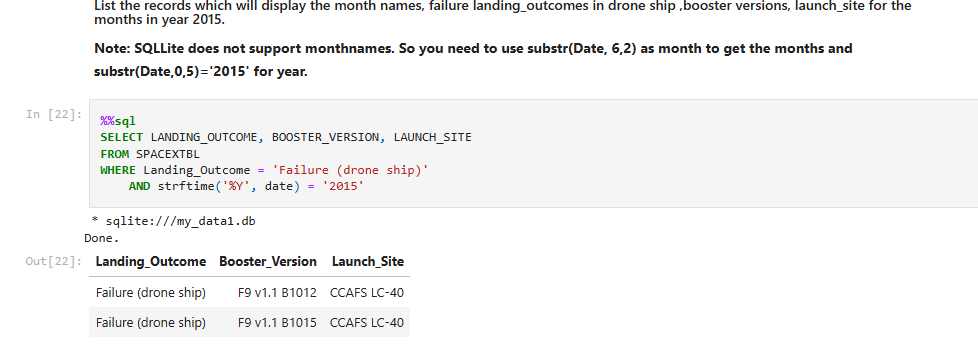 List the records which will display the month names, failure landing_outcomes in drone ship ,booster versions, launch_site for the
months in year 2015.
Note: SQLLite does not support monthnames. So you need to use substr(Date, 6,2) as month to get the months and
substr(Date,0,5)='2015' for year.
In [22]:
%%sql
SELECT LANDING_OUTCOME, BOOSTER_VERSION, LAUNCH_SITE
FROM SPACEXTBL
WHERE Landing_Outcome = 'Failure (drone ship)'
    AND strftime('%Y', date) = '2015'
* sqlite:///my_data1.db
Done.
Out[22]: Landing_Outcome Booster_Version Launch_Site
Failure (drone ship) F9 v1.1 B1012 CCAFS LC-40
Failure (drone ship) F9 v1.1 B1015 CCAFS LC-40